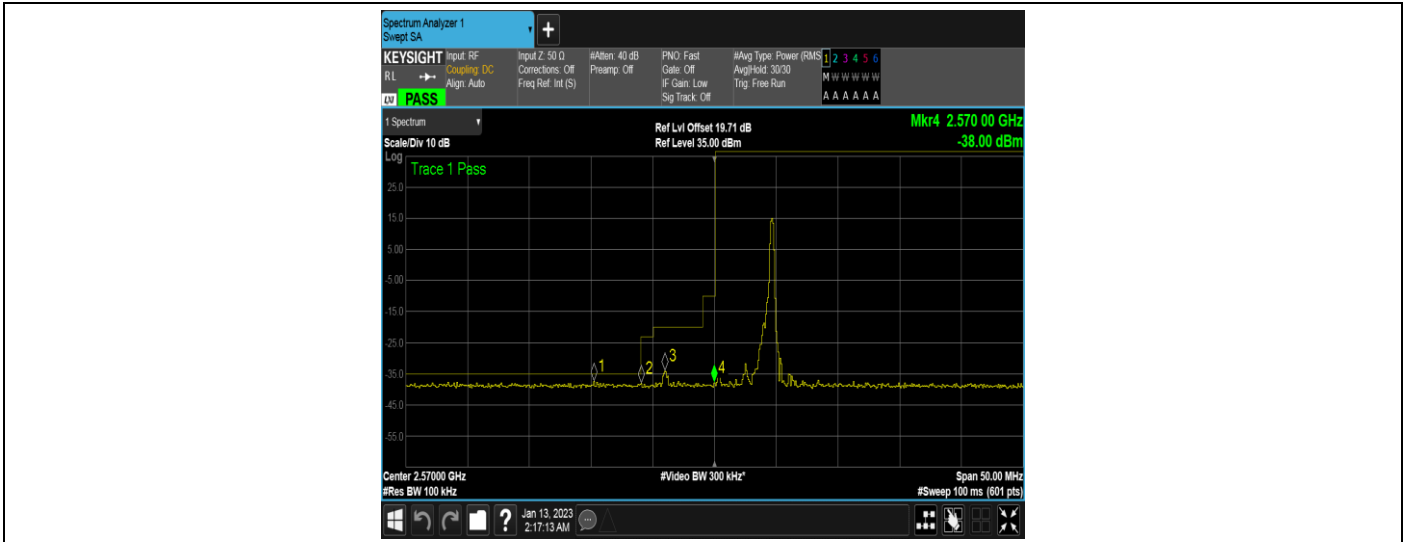 Spectrum Analyzer 1
Swept SA
+
KEYSIGHT Input: RF Input Z: 50 Ω #Atten: 40 dB PNO: Fast #Avg Type: Power (RMS 1 2 3 4 5 6
RL Coupling: DC Corrections: Off Preamp: Off Gate: Off Avg|Hold: 30/30 M W W W W W
Align: Auto Freq Ref: Int (S) IF Gain: Low Trig: Free Run
LXI PASS Sig Track: Off A A A A A A
1 Spectrum Ref Lvl Offset 19.71 dB Mkr4 2.570 00 GHz
Scale/Div 10 dB Ref Level 35.00 dBm -38.00 dBm
Log
Trace 1 Pass
25.0
15.0
5.00
-5.00
-15.0
-25.0
-35.0 1 2 3 4
-45.0
-55.0
Center 2.57000 GHz #Video BW 300 kHz* Span 50.00 MHz
#Res BW 100 kHz #Sweep 100 ms (601 pts)
? Jan 13, 2023
2:17:13 AM